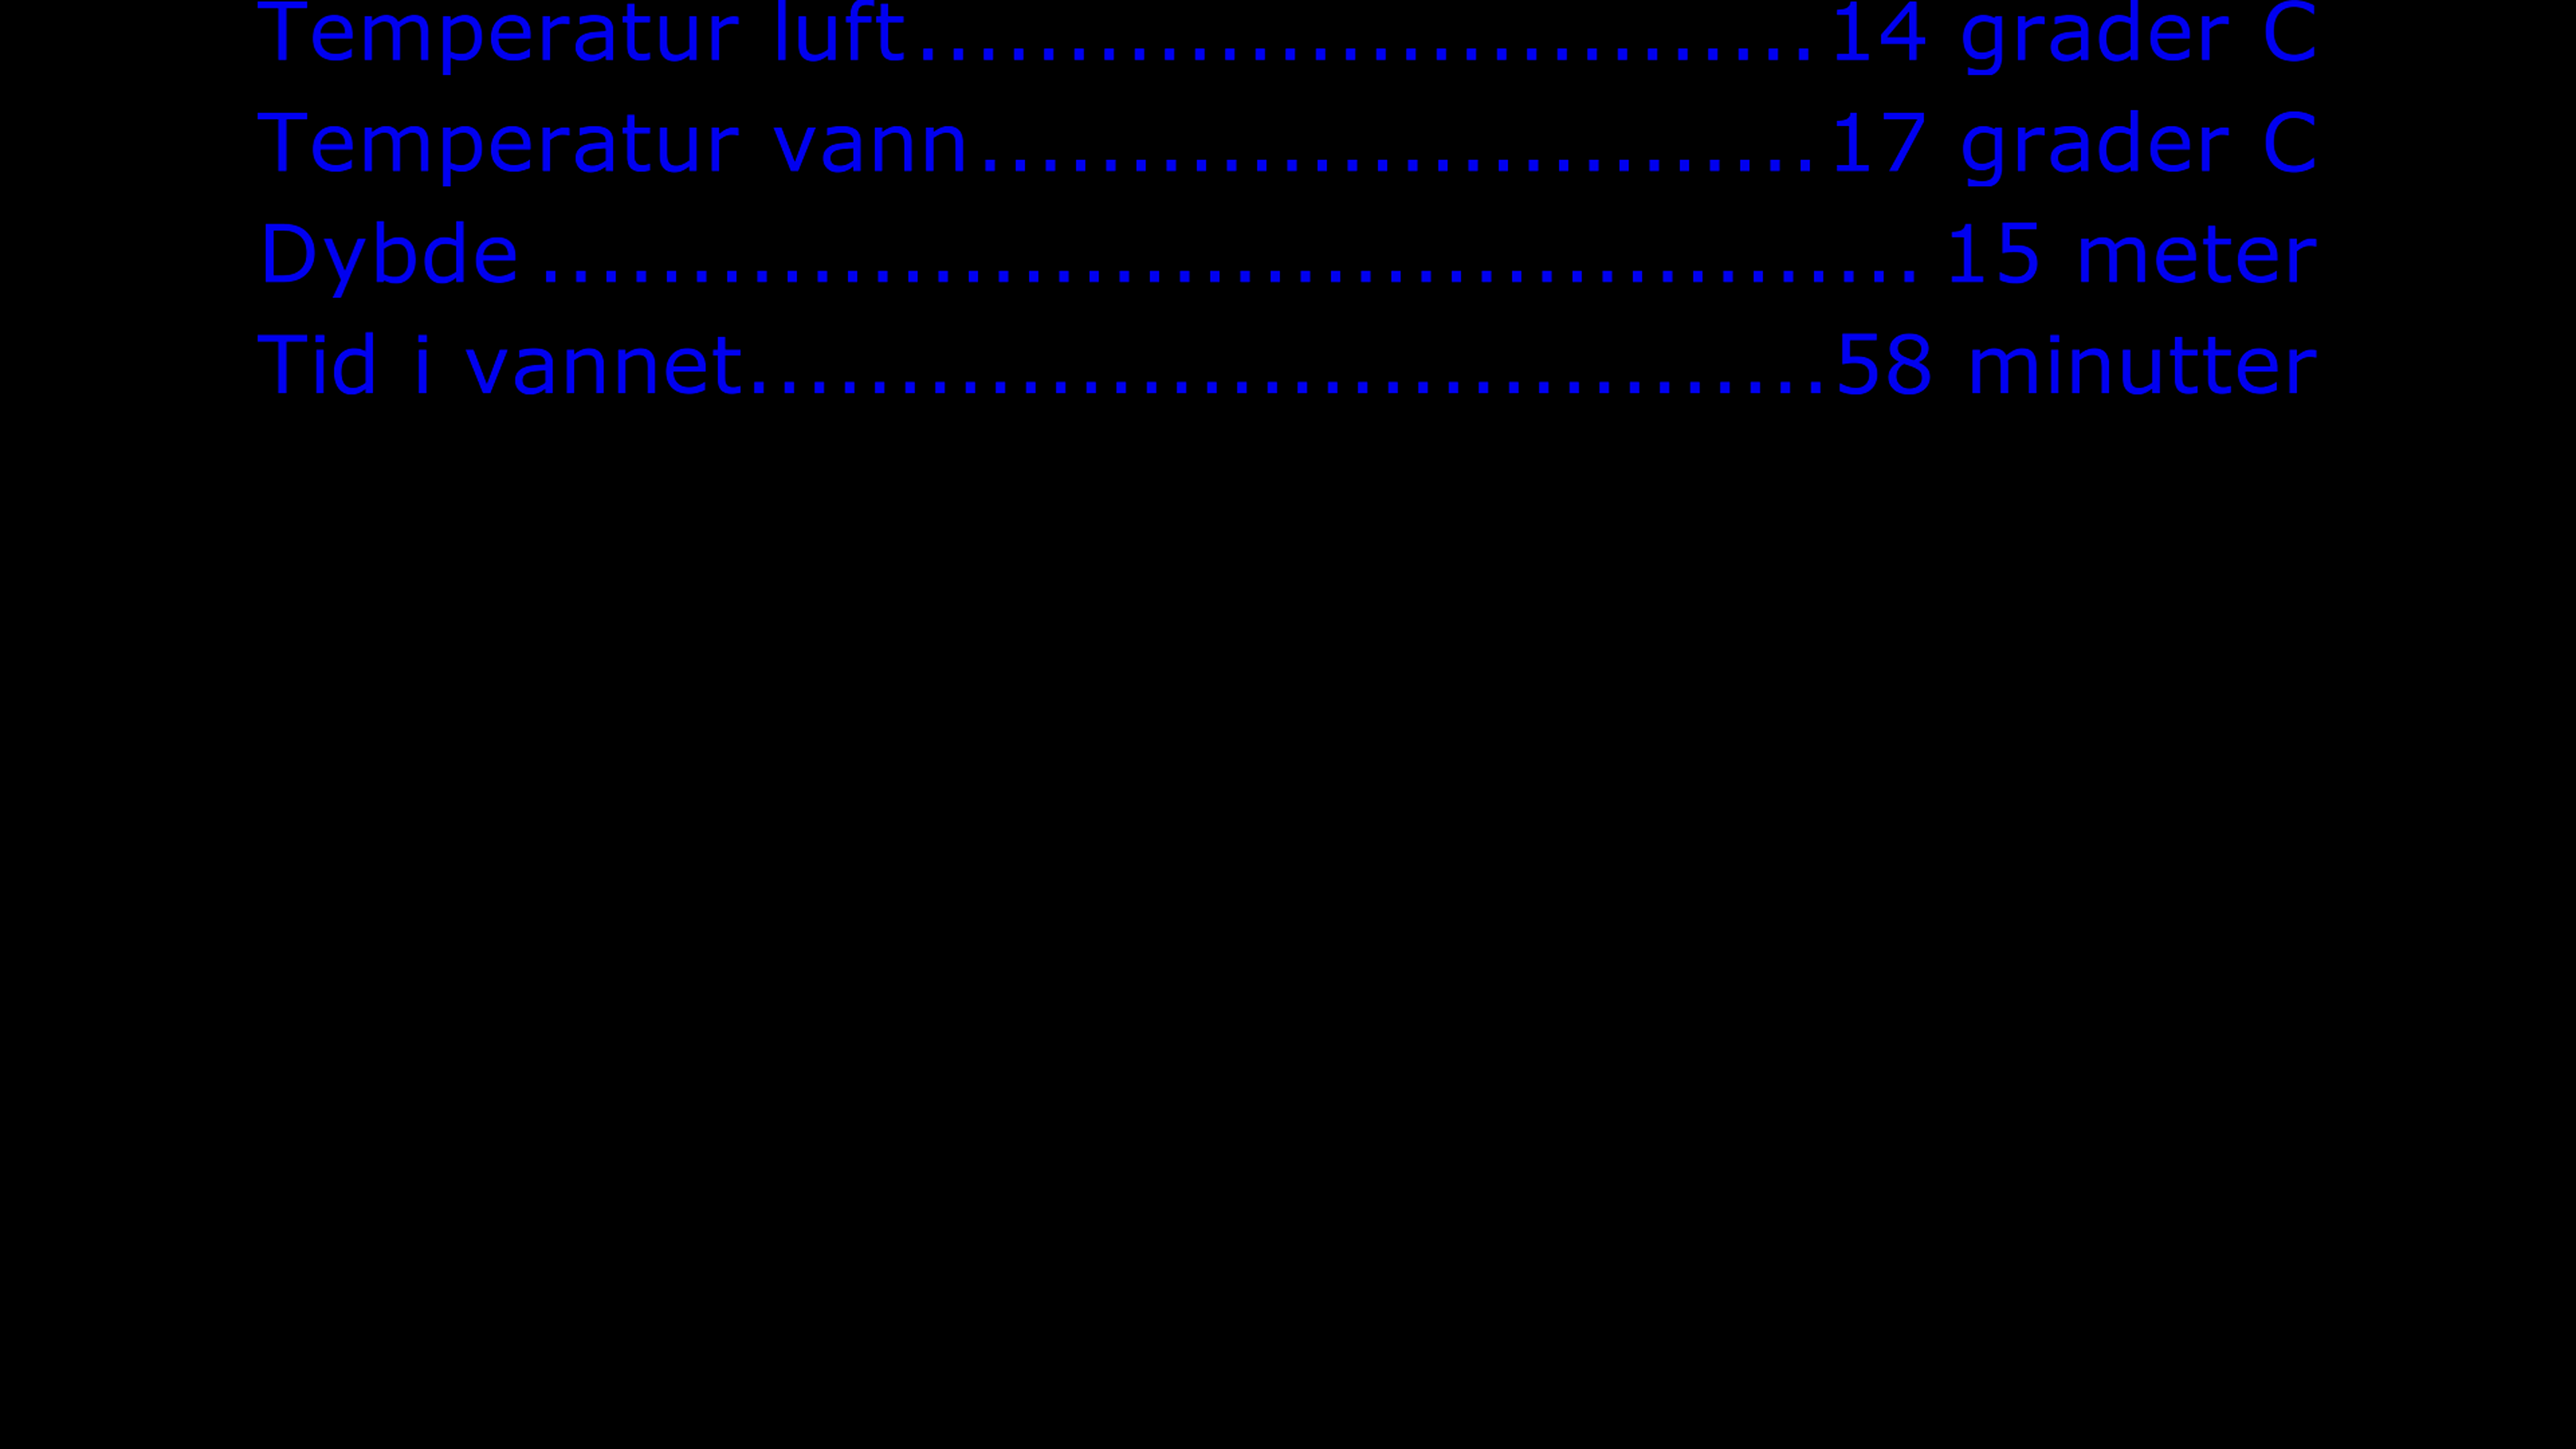 Temperatur luft..............................14 grader C
Temperatur vann............................17 grader C
Dybde .............................................. 15 meter
Tid i vannet....................................58 minutter